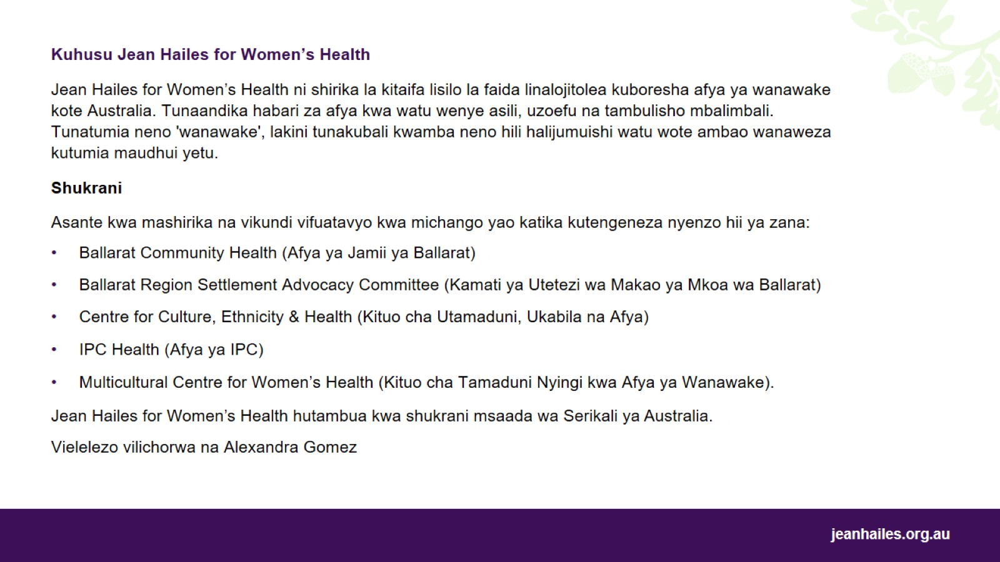 Kuhusu Jean Hailes for Women’s Health
Jean Hailes for Women’s Health ni shirika la kitaifa lisilo la faida linalojitolea kuboresha afya ya wanawake
kote Australia. Tunaandika habari za afya kwa watu wenye asili, uzoefu na tambulisho mbalimbali.
Tunatumia neno 'wanawake', lakini tunakubali kwamba neno hili halijumuishi watu wote ambao wanaweza
kutumia maudhui yetu.
Shukrani
Asante kwa mashirika na vikundi vifuatavyo kwa michango yao katika kutengeneza nyenzo hii ya zana:
• Ballarat Community Health (Afya ya Jamii ya Ballarat)
• Ballarat Region Settlement Advocacy Committee (Kamati ya Utetezi wa Makao ya Mkoa wa Ballarat)
• Centre for Culture, Ethnicity & Health (Kituo cha Utamaduni, Ukabila na Afya)
• IPC Health (Afya ya IPC)
• Multicultural Centre for Women’s Health (Kituo cha Tamaduni Nyingi kwa Afya ya Wanawake).
Jean Hailes for Women’s Health hutambua kwa shukrani msaada wa Serikali ya Australia.
Vielelezo vilichorwa na Alexandra Gomez
jeanhailes.org.au